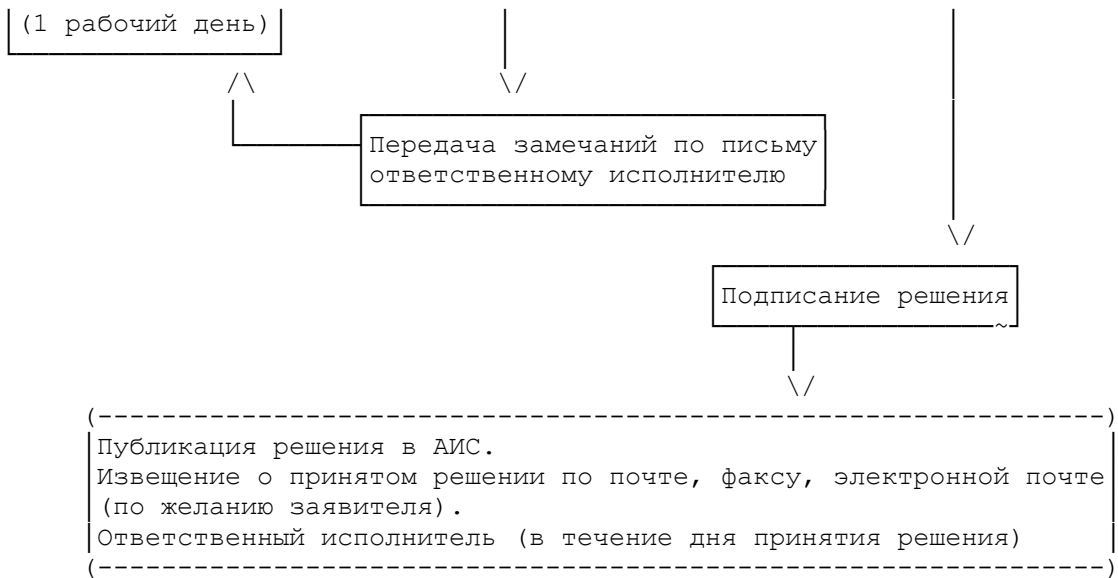 (1 рабочий день)
Передача замечаний по письму
ответственному исполнителю
Подписание решения
Публикация решения в АИС.
Извещение о принятом решении по почте, факсу, электронной почте
(по желанию заявителя).
Ответственный исполнитель (в течение дня принятия решения)